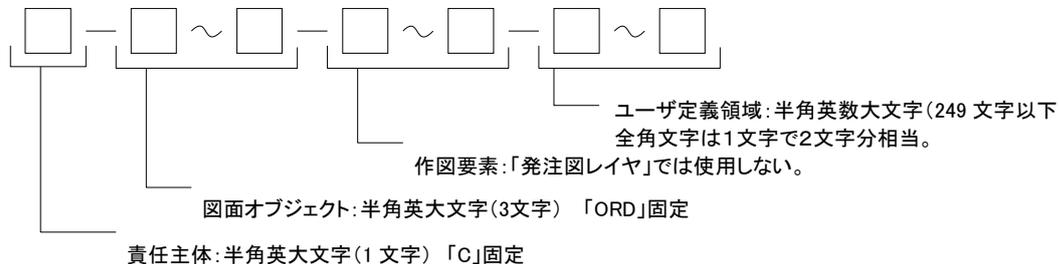 ユーザ定義領域：半角英数大文字（249 文字以下
全角文字は１文字で２文字分相当。
作図要素：「発注図レイヤ」では使用しない。
図面オブジェクト：半角英大文字（３文字）　「ORD」固定
責任主体：半角英大文字（１文字）　「C」固定